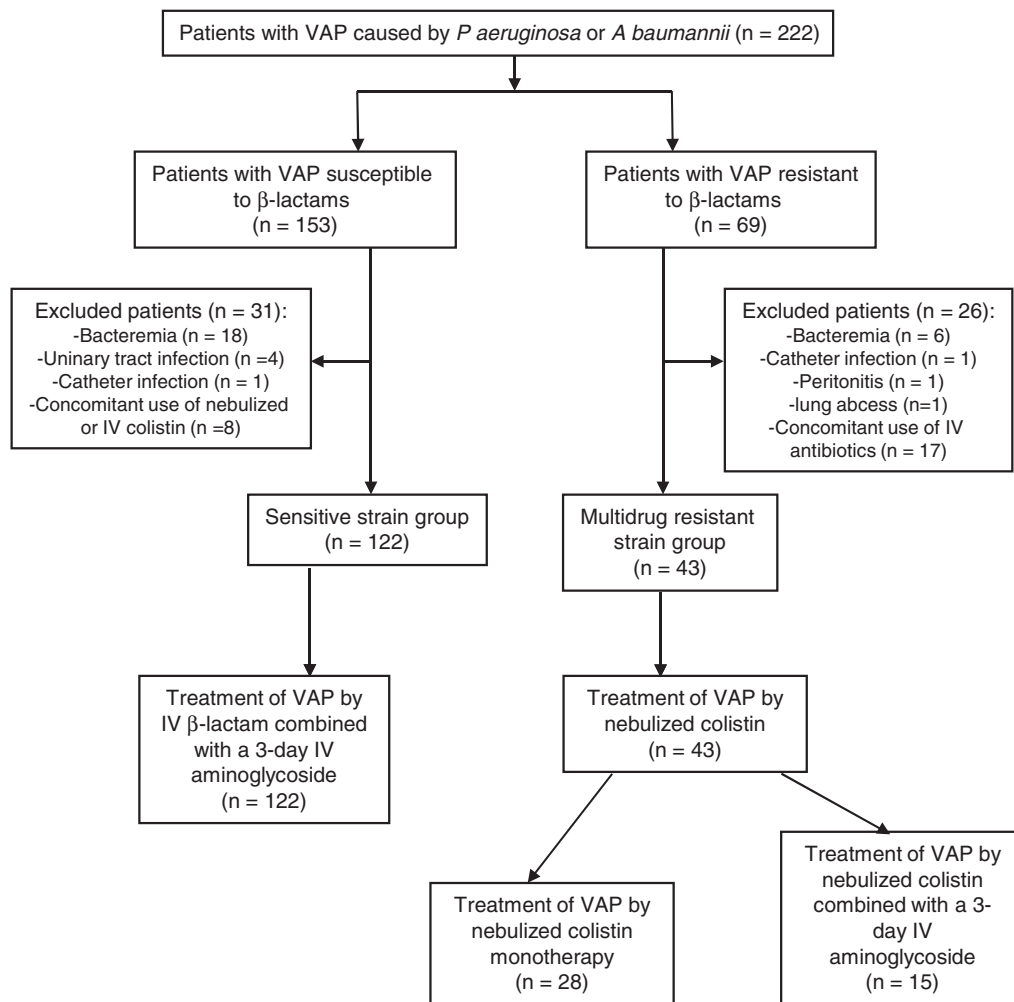 Patients with VAP caused by P aeruginosa or A baumannii (n = 222)
Patients with VAP susceptible
to β-lactams
(n = 153)
Patients with VAP resistant
to β-lactams
(n = 69)
Excluded patients (n = 31):
-Bacteremia (n = 18)
-Uninary tract infection (n =4)
-Catheter infection (n = 1)
-Concomitant use of nebulized
or IV colistin (n =8)
Excluded patients (n = 26):
-Bacteremia (n = 6)
-Catheter infection (n = 1)
-Peritonitis (n = 1)
-lung abcess (n=1)
-Concomitant use of IV
antibiotics (n = 17)
Sensitive strain group
(n = 122)
Multidrug resistant
strain group
(n = 43)
Treatment of VAP by
IV β-lactam combined
with a 3-day IV
aminoglycoside
(n = 122)
Treatment of VAP by
nebulized colistin
(n = 43)
Treatment of VAP by
nebulized colistin
monotherapy
(n = 28)
Treatment of VAP by
nebulized colistin
combined with a 3-
day IV
aminoglycoside
(n = 15)